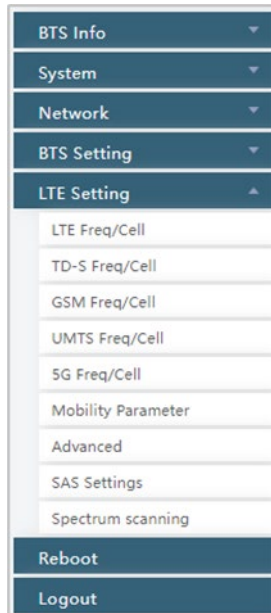 BTS Info
System
Network
BTS Setting
LTE Setting
LTE Freq/Cell
TD-S Freq/Cell
GSM Freq/Cell
UMTS Freq/Cell
5G Freq/Cell
Mobility Parameter
Advanced
SAS Settings
Spectrum scanning
Reboot
Logout